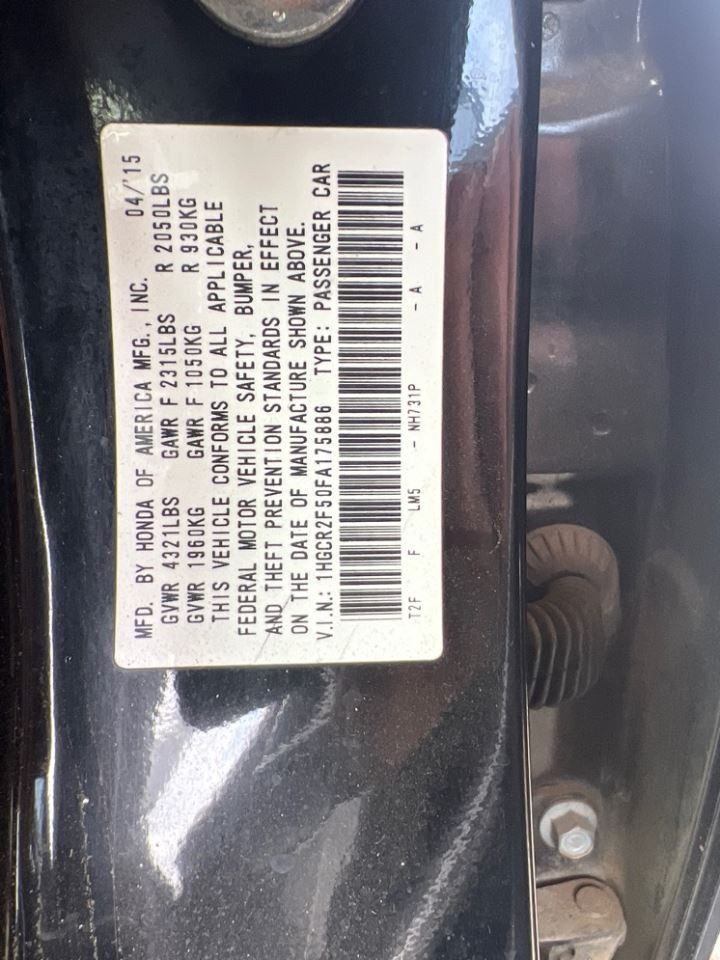 MFD. BY HONDA OF AMERICA MFG., INC. 04/'15
GVWR 4321LBS GAWR F 2315LBS R 2050LBS
GVWR 1960KG GAWR F 1050KG R 930KG
THIS VEHICLE CONFORMS TO ALL APPLICABLE
FEDERAL MOTOR VEHICLE SAFETY, BUMPER,
AND THEFT PREVENTION STANDARDS IN EFFECT
ON THE DATE OF MANUFACTURE SHOWN ABOVE.
V.I.N.: 1HGCR2F50FA175886 TYPE: PASSENGER CAR
T2F F LM5 - NH731P - A - A